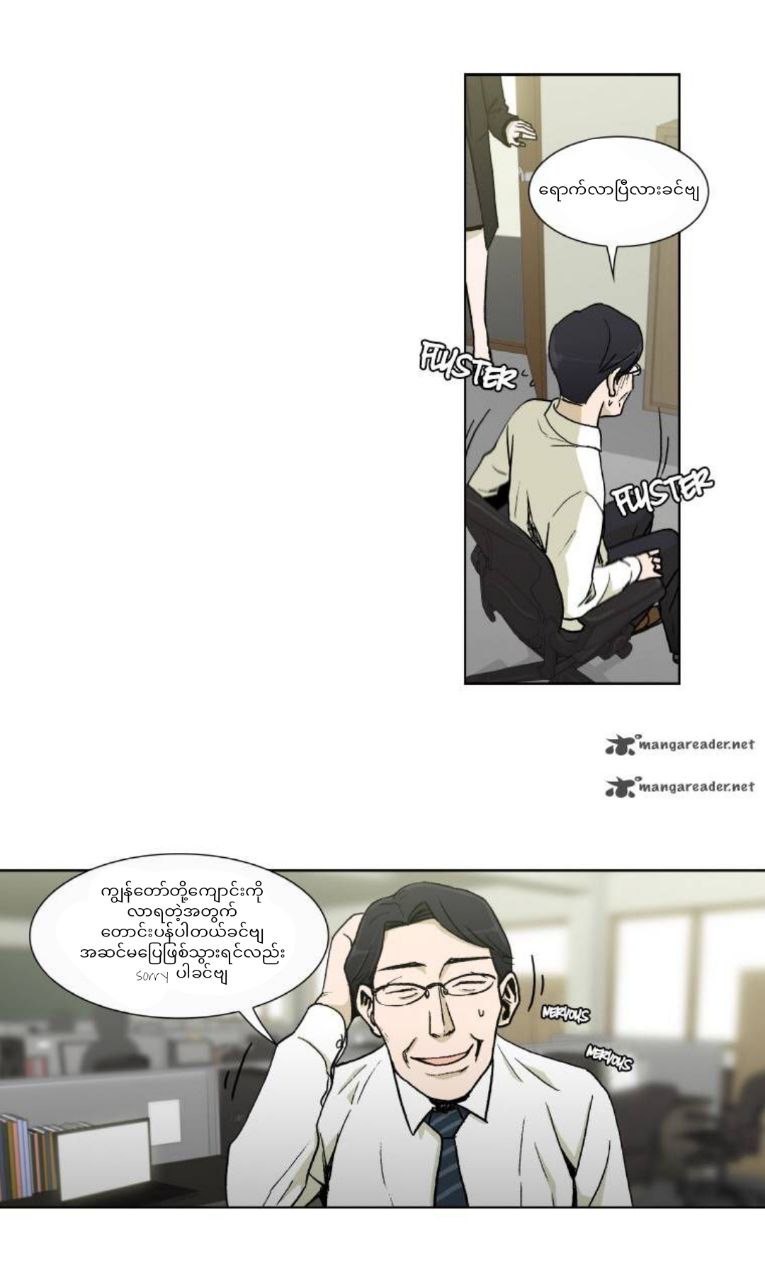 ရောက်လာပြီလားခင်ဗျ
FLUSTER
FLUSTER
mangareader.net
mangareader.net
ကျွန်တော်တို့ကျောင်းကို
လာရတဲ့အတွက်
တောင်းပန်ပါတယ်ခင်ဗျ
အဆင်မပြေဖြစ်သွားရင်လည်း
sorry ပါခင်ဗျ
NERVOUS
NERVOUS